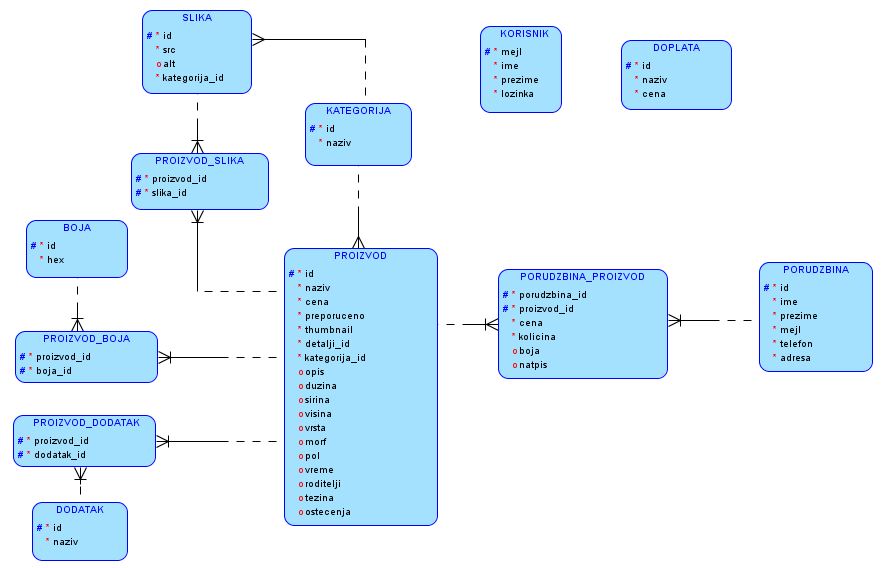 SLIKA
# * id
* src
o alt
* kategorija_id
KORISNIK
# * mejl
* ime
* prezime
* lozinka
DOPLATA
# * id
* naziv
* cena
KATEGORIJA
# * id
* naziv
PROIZVOD_SLIKA
# * proizvod_id
# * slika_id
BOJA
# * id
* hex
PROIZVOD
# * id
* naziv
* cena
* preporuceno
* thumbnail
* detalji_id
* kategorija_id
o opis
o duzina
o sirina
o visina
o vrsta
o morf
o pol
o vreme
o roditelji
o tezina
o ostecenja
PORUDZBINA_PROIZVOD
# * porudzbina_id
# * proizvod_id
* cena
* kolicina
o boja
o natpis
PORUDZBINA
# * id
* ime
* prezime
* mejl
* telefon
* adresa
PROIZVOD_BOJA
# * proizvod_id
# * boja_id
PROIZVOD_DODATAK
# * proizvod_id
# * dodatak_id
DODATAK
# * id
* naziv